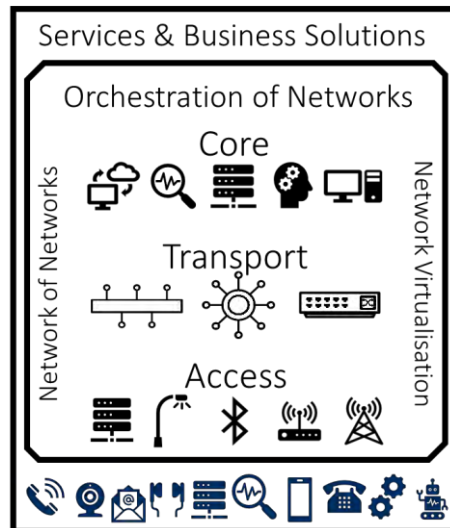 Services & Business Solutions
Orchestration of Networks
Core
Network of Networks
Network Virtualisation
Transport
Access